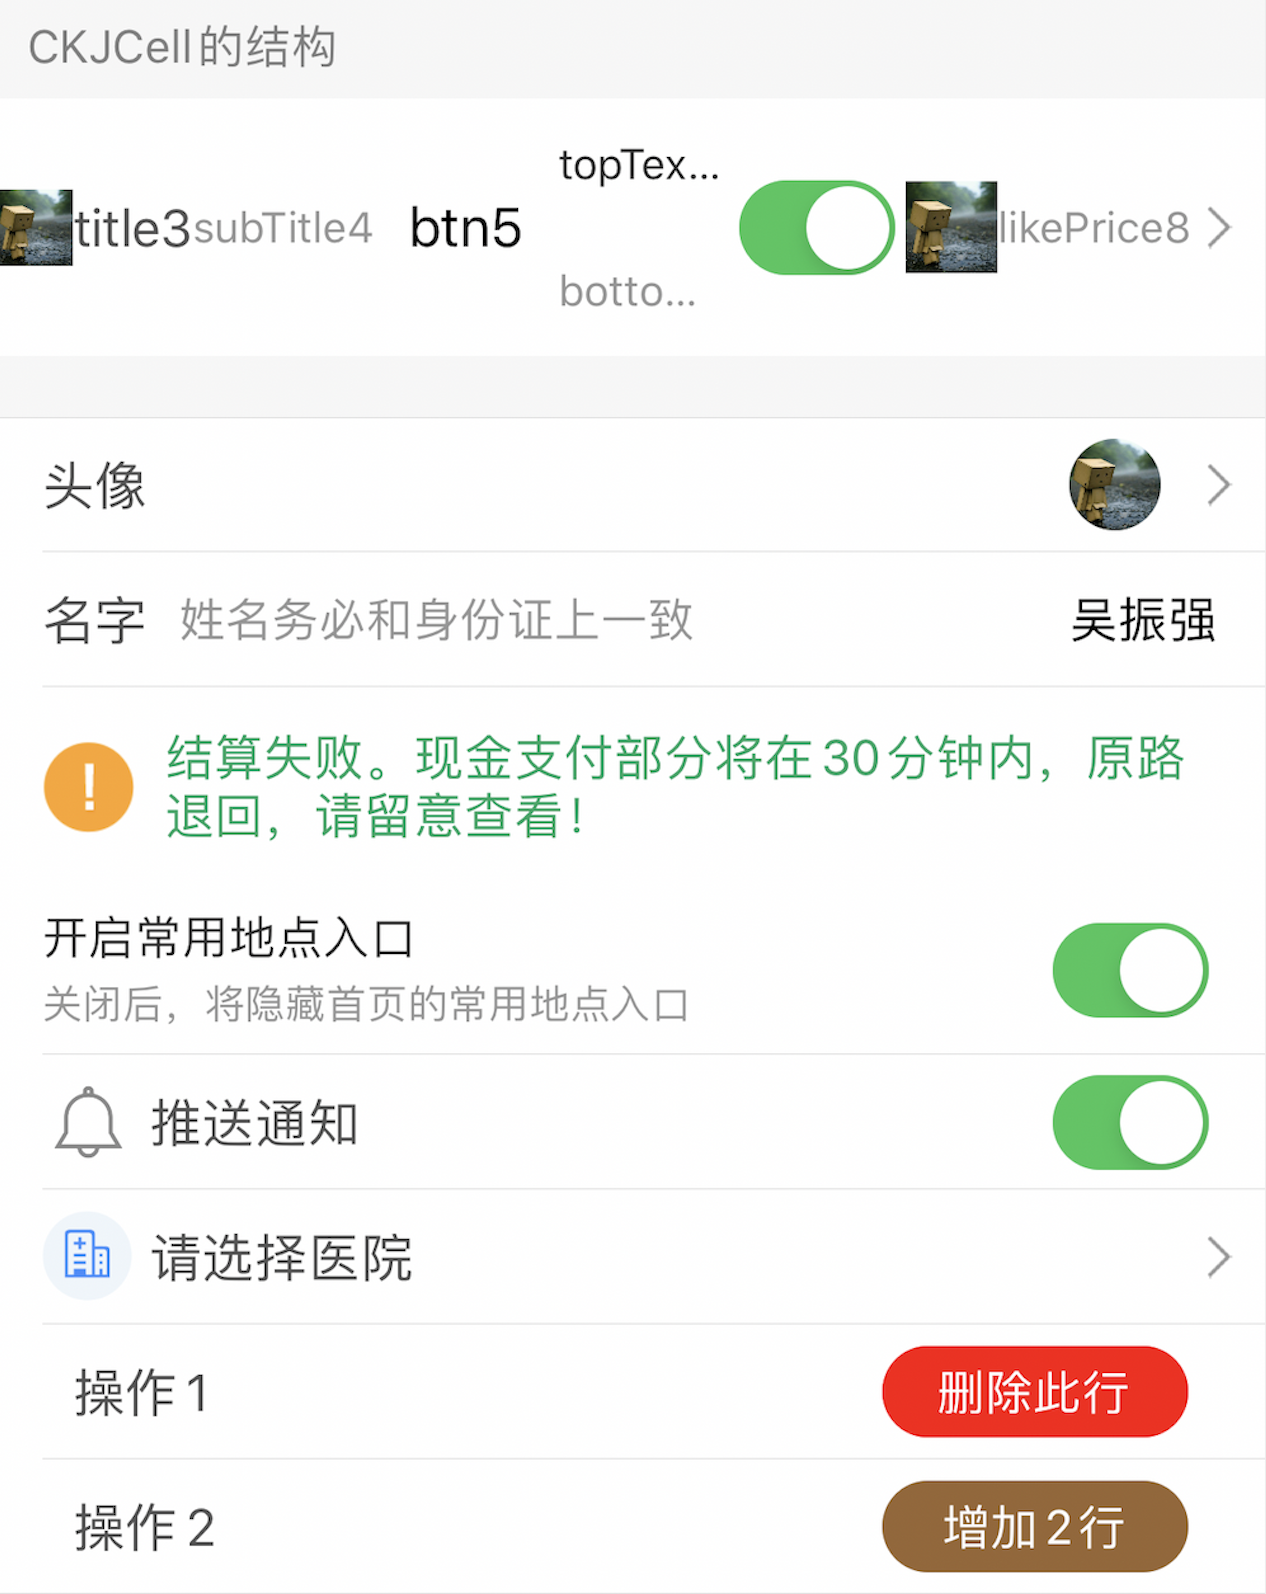 CKJCell的结构
topTex...
title3 subTitle4 btn5 likePrice8
botto...
头像
名字 姓名务必和身份证上一致 吴振强
结算失败。现金支付部分将在30分钟内，原路
退回，请留意查看！
开启常用地点入口
关闭后，将隐藏首页的常用地点入口
推送通知
请选择医院
操作1 删除此行
操作2 增加2行